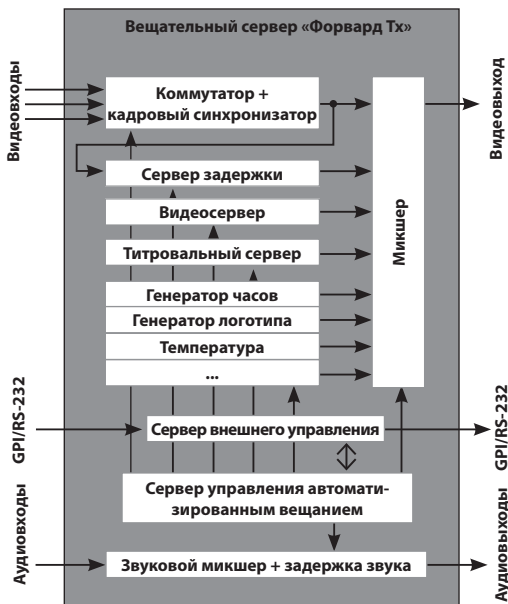 Вещательный сервер «Форвард Тх»
Видеовходы
Коммутатор +
кадровый синхронизатор
Видеовыход
Сервер задержки
Видеосервер
Титровальный сервер
Микшер
Генератор часов
Генератор логотипа
Температура
...
GPI/RS-232
Сервер внешнего управления
GPI/RS-232
Сервер управления автомати-
зированным вещанием
Аудиовходы
Звуковой микшер + задержка звука
Аудиовыходы